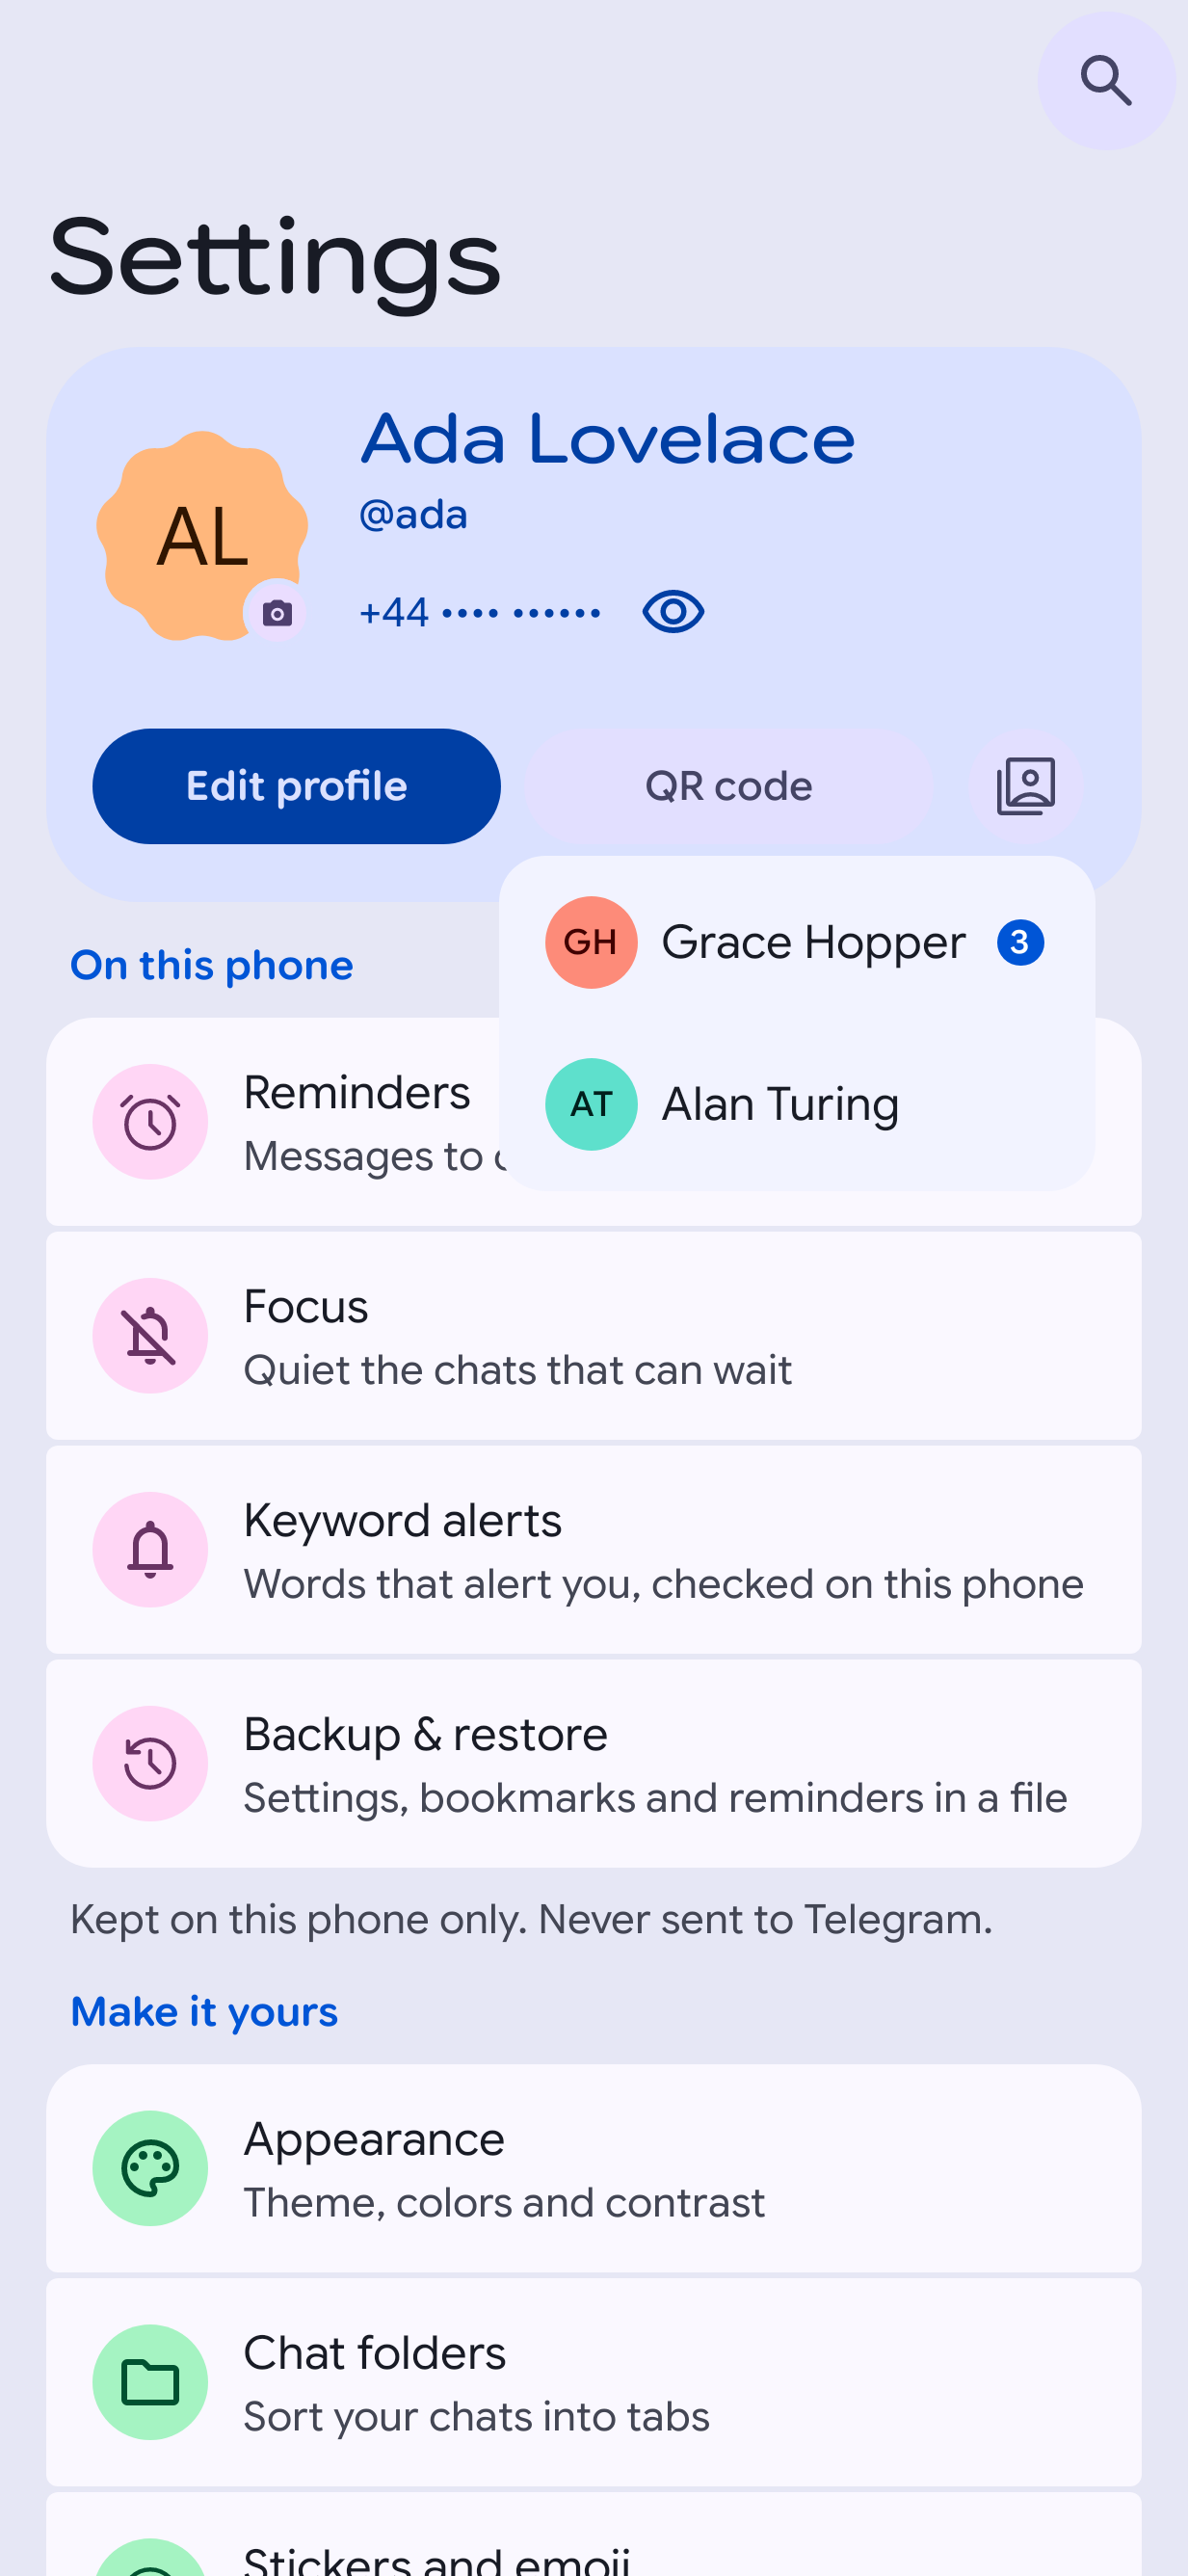 Settings
Ada Lovelace
@ada
AL
+44 •••• ••••••
Edit profile
QR code
GH
Grace Hopper
3
On this phone
AT
Alan Turing
Reminders
Messages to
Focus
Quiet the chats that can wait
Keyword alerts
Words that alert you, checked on this phone
Backup & restore
Settings, bookmarks and reminders in a file
Kept on this phone only. Never sent to Telegram.
Make it yours
Appearance
Theme, colors and contrast
Chat folders
Sort your chats into tabs
Stickers and emoji